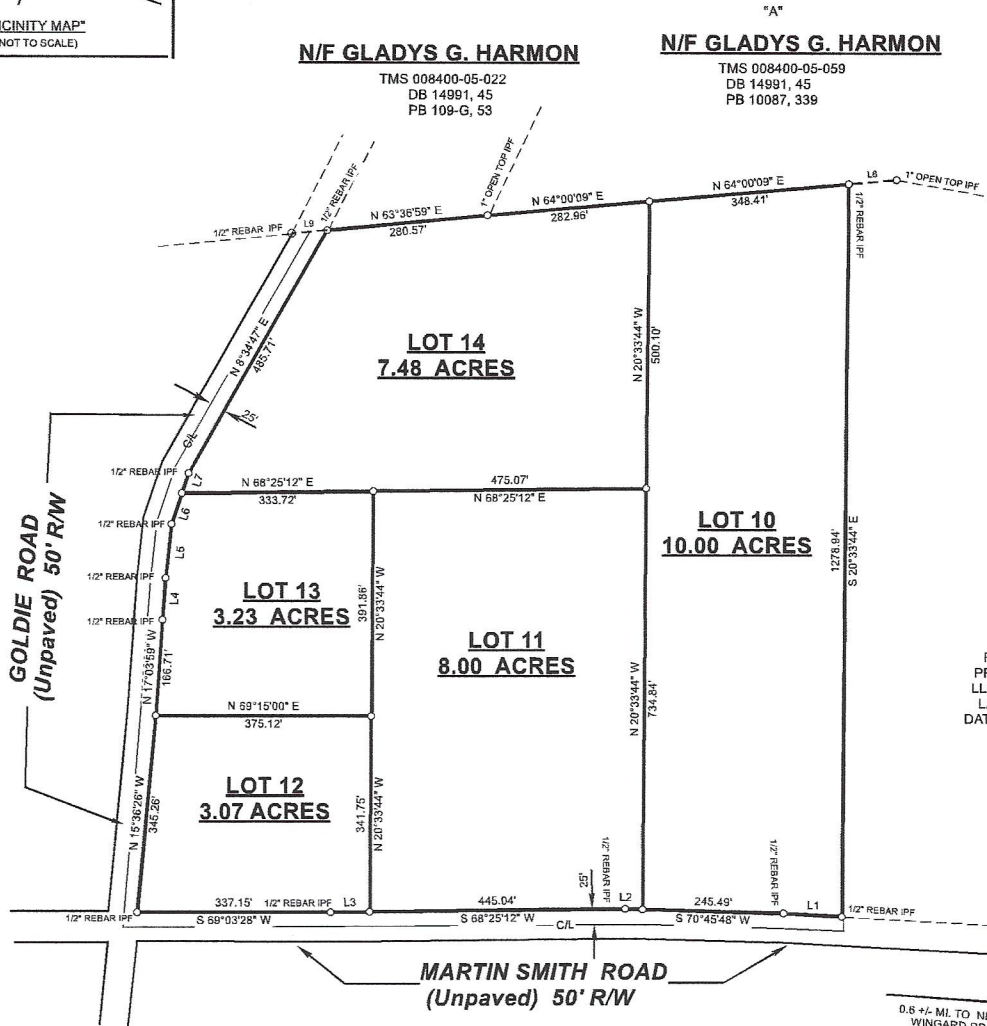 "A"
ICINITY MAP"
NOT TO SCALE)
N/F GLADYS G. HARMON
TMS 008400-05-022
DB 14991, 45
PB 109-G, 53
N/F GLADYS G. HARMON
TMS 008400-05-059
DB 14991, 45
PB 10087, 339
1/2" REBAR IPF
L9
1/2" REBAR IPF
N 63°36'59" E
280.57'
1" OPEN TOP IPF
N 64°00'09" E
282.96'
N 64°00'09" E
348.41'
L8
1" OPEN TOP IPF
1/2" REBAR IPF
N 8°34'47" E
485.71'
25'
C/L
LOT 14
7.48 ACRES
N 20°33'44" W
500.10'
1/2" REBAR IPF
L7
N 68°25'12" E
333.72'
475.07'
N 68°25'12" E
1/2" REBAR IPF
L6
L5
1/2" REBAR IPF
L4
1/2" REBAR IPF
LOT 10
10.00 ACRES
1278.94'
S 20°33'44" E
GOLDIE ROAD
(Unpaved) 50' R/W
LOT 13
3.23 ACRES
391.86'
N 20°33'44" W
LOT 11
8.00 ACRES
N 20°33'44" W
734.84'
N 17°03'59" W
166.71'
N 69°15'00" E
375.12'
PF
LL
L
DAT
LOT 12
3.07 ACRES
N 15°36'26" W
345.26'
341.75'
N 20°33'44" W
1/2" REBAR IPF
337.15'
S 69°03'28" W
1/2" REBAR IPF
L3
445.04'
S 68°25'12" W
25'
1/2" REBAR IPF
L2
245.49'
S 70°45'48" W
1/2" REBAR IPF
L1
1/2" REBAR IPF
C/L
MARTIN SMITH ROAD
(Unpaved) 50' R/W
0.6 +/- MI. TO